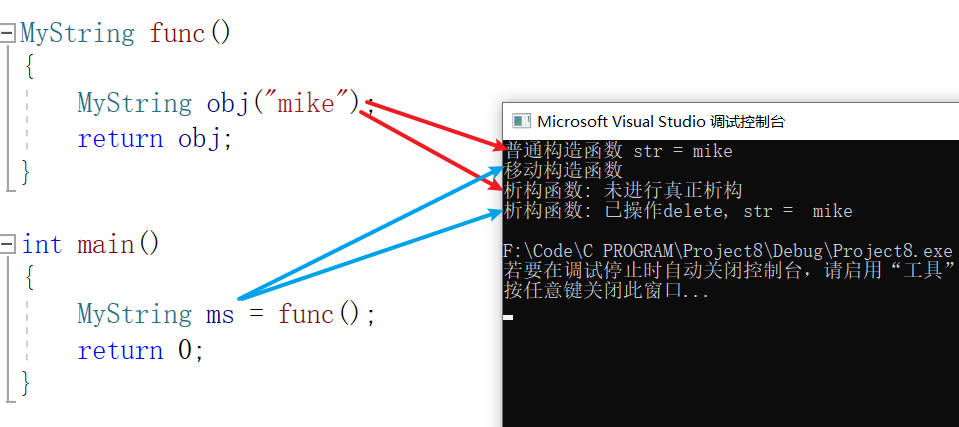 MyString func()
{
MyString obj("mike");
return obj;
}
int main()
{
MyString ms = func();
return 0;
}
Microsoft Visual Studio 调试控制台
普通构造函数 str = mike
移动构造函数
析构函数: 未进行真正析构
析构函数: 已操作delete, str =  mike
F:\Code\C PROGRAM\Project8\Debug\Project8.exe
若要在调试停止时自动关闭控制台，请启用“工具”
按任意键关闭此窗口...